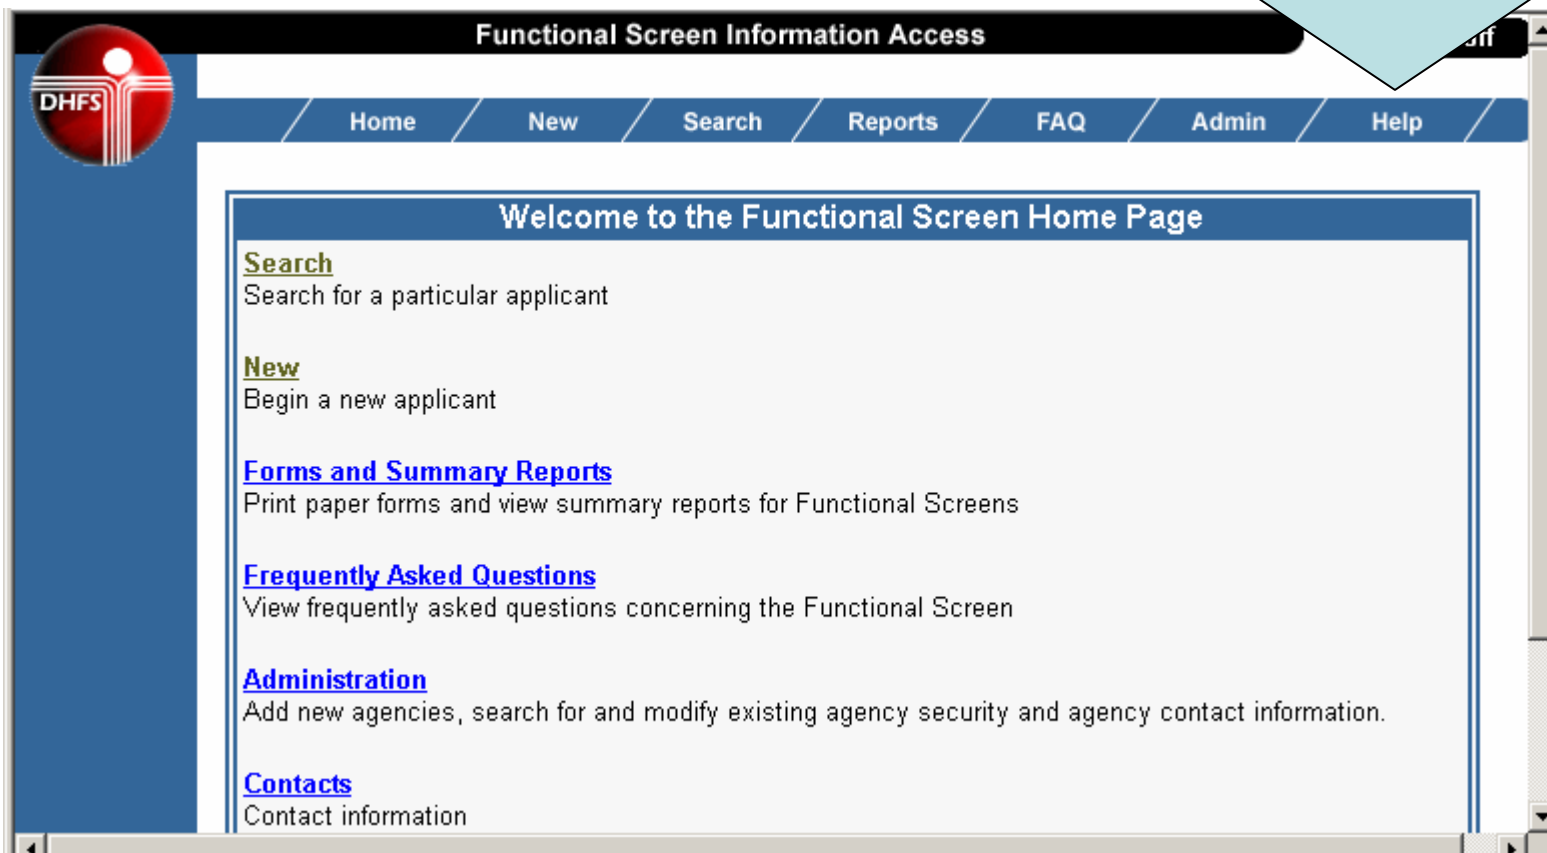 Functional Screen Information Access
DHFS
Home New Search Reports FAQ Admin Help
Welcome to the Functional Screen Home Page
Search
Search for a particular applicant
New
Begin a new applicant
Forms and Summary Reports
Print paper forms and view summary reports for Functional Screens
Frequently Asked Questions
View frequently asked questions concerning the Functional Screen
Administration
Add new agencies, search for and modify existing agency security and agency contact information.
Contacts
Contact information